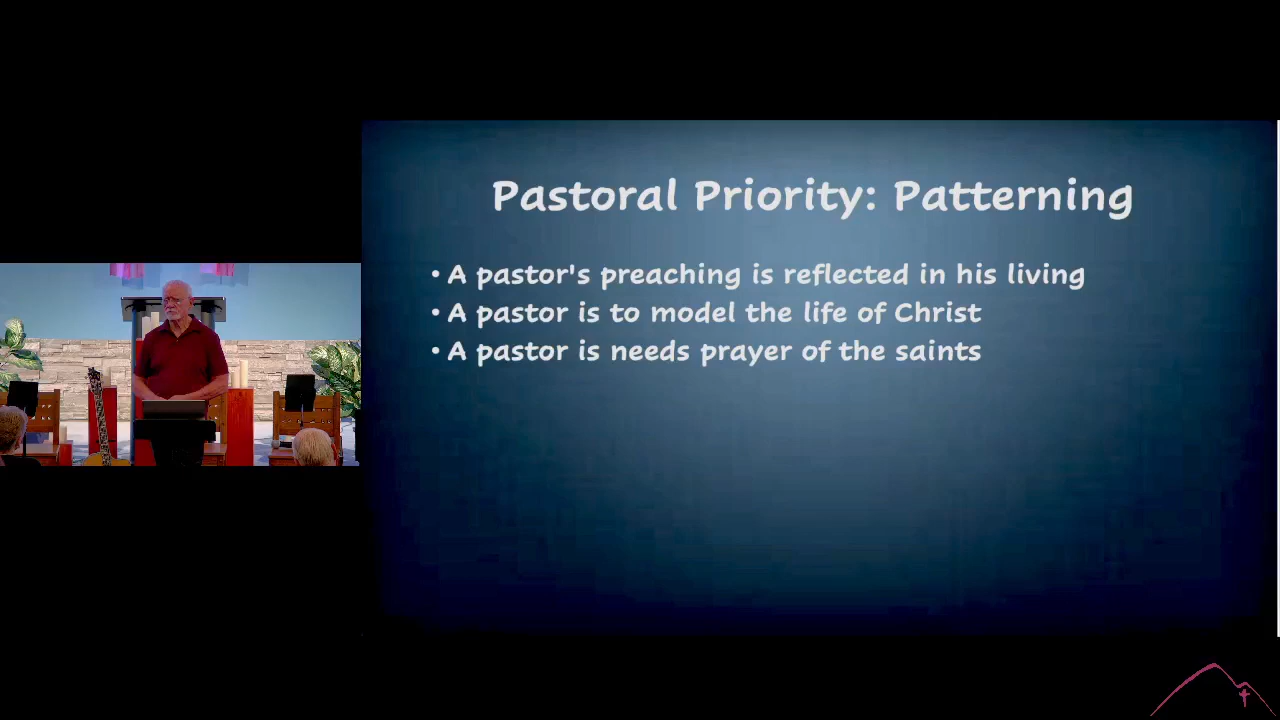 Pastoral Priority: Patterning
• A pastor's preaching is reflected in his living
• A pastor is to model the life of Christ
• A pastor is needs prayer of the saints